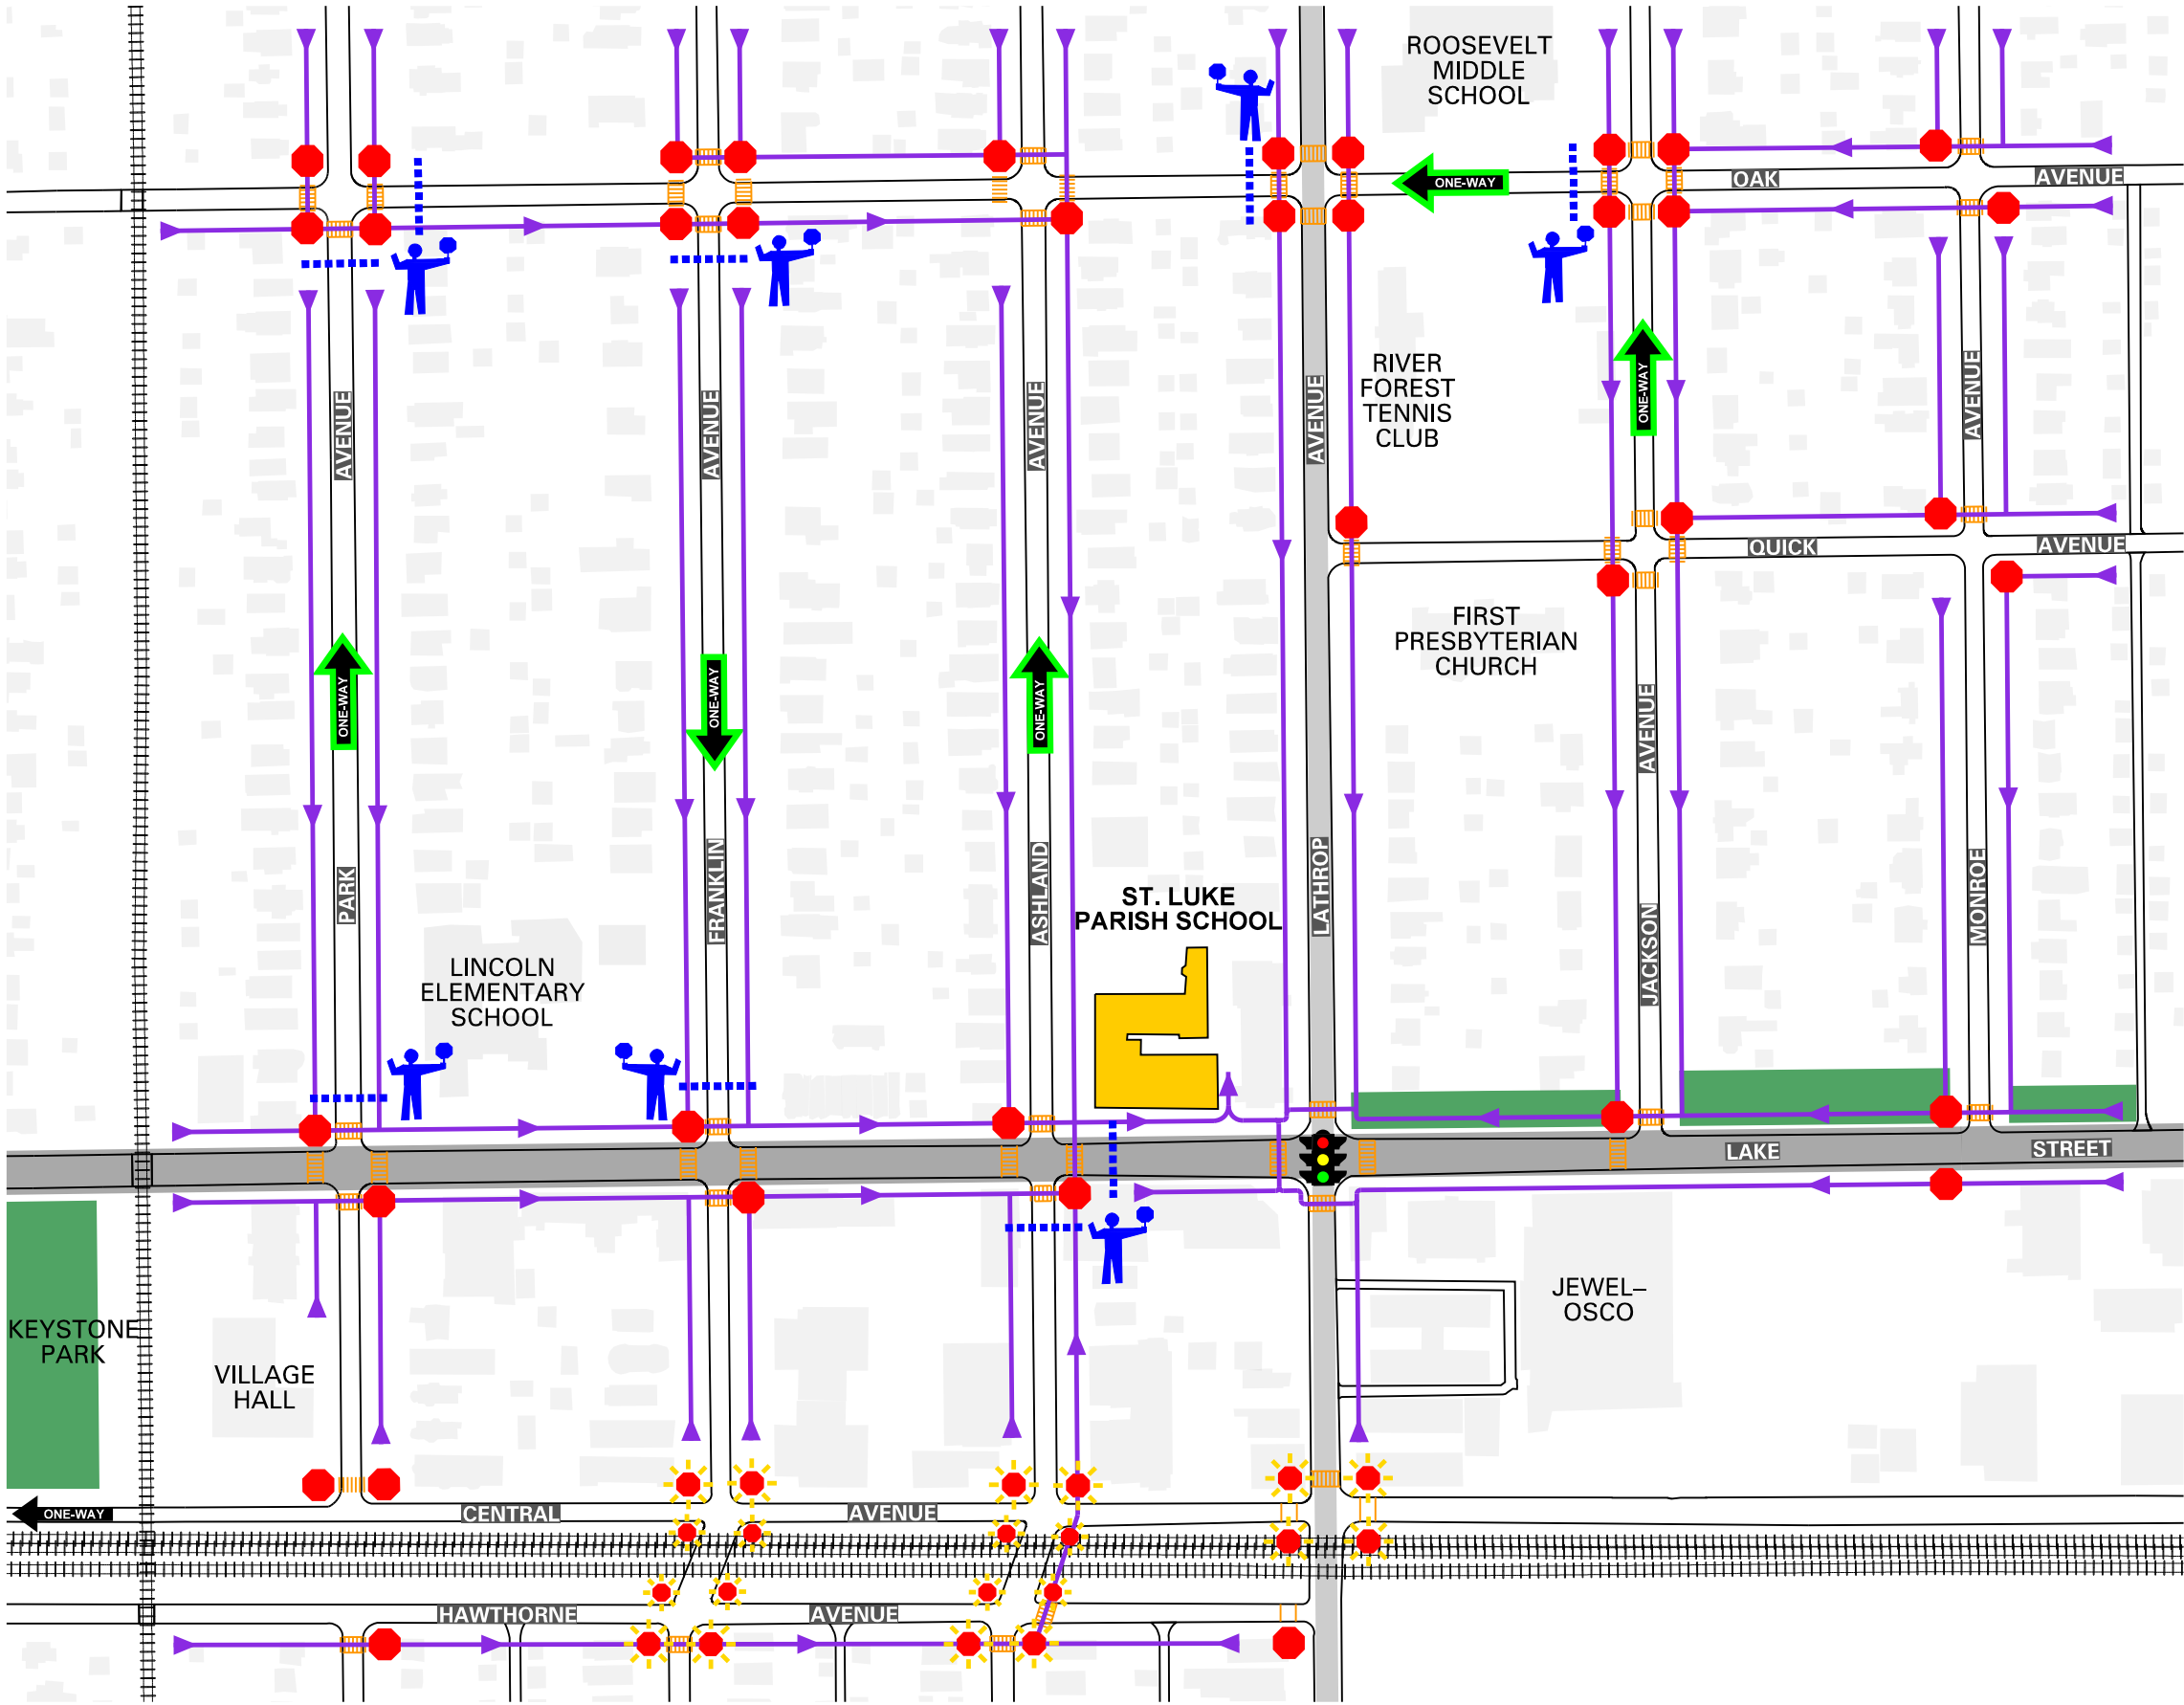 ROOSEVELT
MIDDLE
SCHOOL
ONE-WAY
OAK
AVENUE
AVENUE
AVENUE
AVENUE
AVENUE
RIVER
FOREST
TENNIS
CLUB
ONE-WAY
AVENUE
QUICK
AVENUE
FIRST
PRESBYTERIAN
CHURCH
ONE-WAY
ONE-WAY
ONE-WAY
AVENUE
PARK
FRANKLIN
ASHLAND
ST. LUKE
PARISH SCHOOL
LATHROP
JACKSON
MONROE
LINCOLN
ELEMENTARY
SCHOOL
LAKE
STREET
KEYSTONE
PARK
VILLAGE
HALL
JEWEL–
OSCO
ONE-WAY
CENTRAL
AVENUE
HAWTHORNE
AVENUE